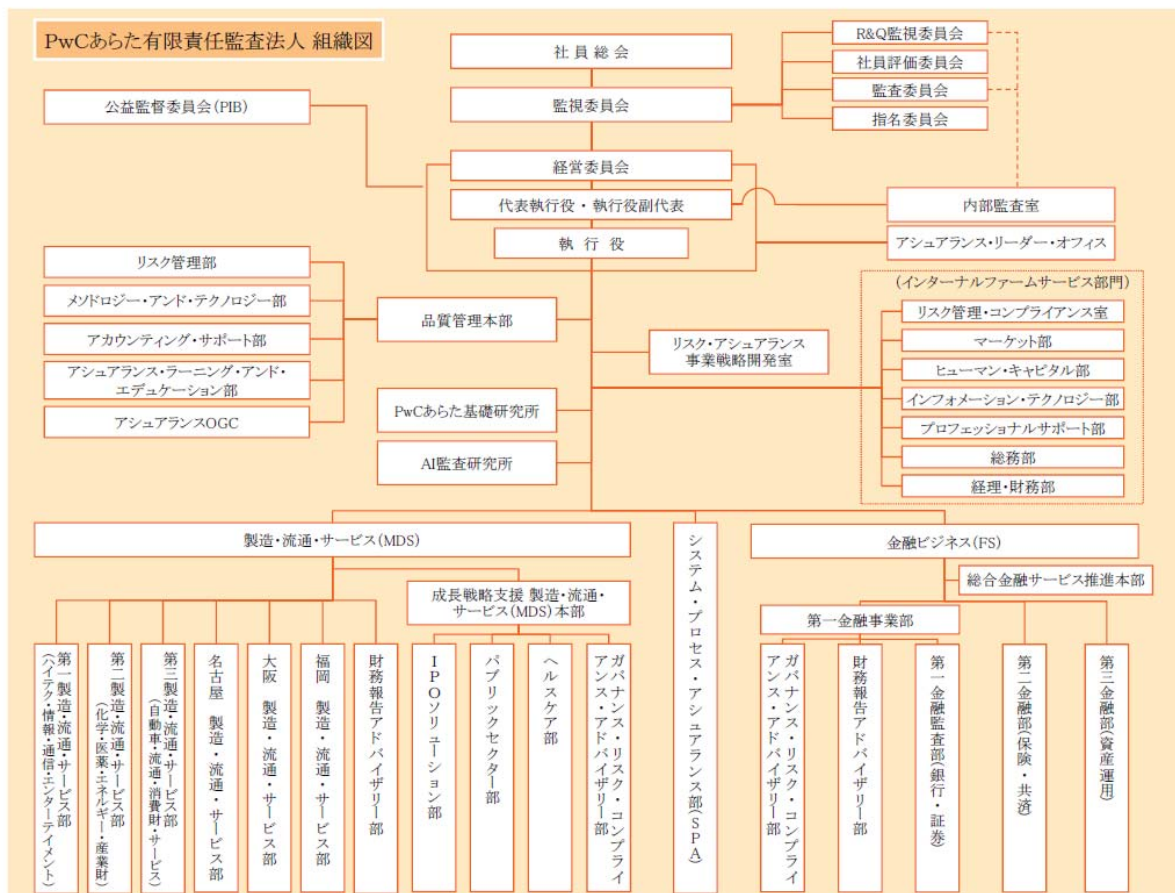 PwCあらた有限責任監査法人 組織図
社員総会
監視委員会
R&Q監視委員会
社員評価委員会
監査委員会
指名委員会
公益監督委員会(PIB)
経営委員会
代表執行役・執行役副代表
執行役
内部監査室
アシュアランス・リーダー・オフィス
リスク管理部
メソドロジー・アンド・テクノロジー部
アカウンティング・サポート部
アシュアランス・ラーニング・アンド・
エデュケーション部
アシュアランスOGC
品質管理本部
PwCあらた基礎研究所
AI監査研究所
リスク・アシュアランス
事業戦略開発室
(インターナルファームサービス部門)
リスク管理・コンプライアンス室
マーケット部
ヒューマン・キャピタル部
インフォメーション・テクノロジー部
プロフェッショナルサポート部
総務部
経理・財務部
製造・流通・サービス(MDS)
成長戦略支援 製造・流通・
サービス(MDS)本部
第一製造・流通・サービス部
(ハイテク・情報・通信・エンターテイメント)
第二製造・流通・サービス部
(化学・医薬・エネルギー・産業財)
第三製造・流通・サービス部
(自動車・流通・消費財・サービス)
名古屋 製造・流通・サービス部
大阪 製造・流通・サービス部
福岡 製造・流通・サービス部
財務報告アドバイザリー部
IPOソリューション部
パブリックセクター部
ヘルスケア部
ガバナンス・リスク・コンプライ
アンス・アドバイザリー部
システム・プロセス・アシュアランス部(SPA)
金融ビジネス(FS)
総合金融サービス推進本部
第一金融事業部
ガバナンス・リスク・コンプライ
アンス・アドバイザリー部
財務報告アドバイザリー部
第一金融監査部(銀行・証券)
第二金融部(保険・共済)
第三金融部(資産運用)